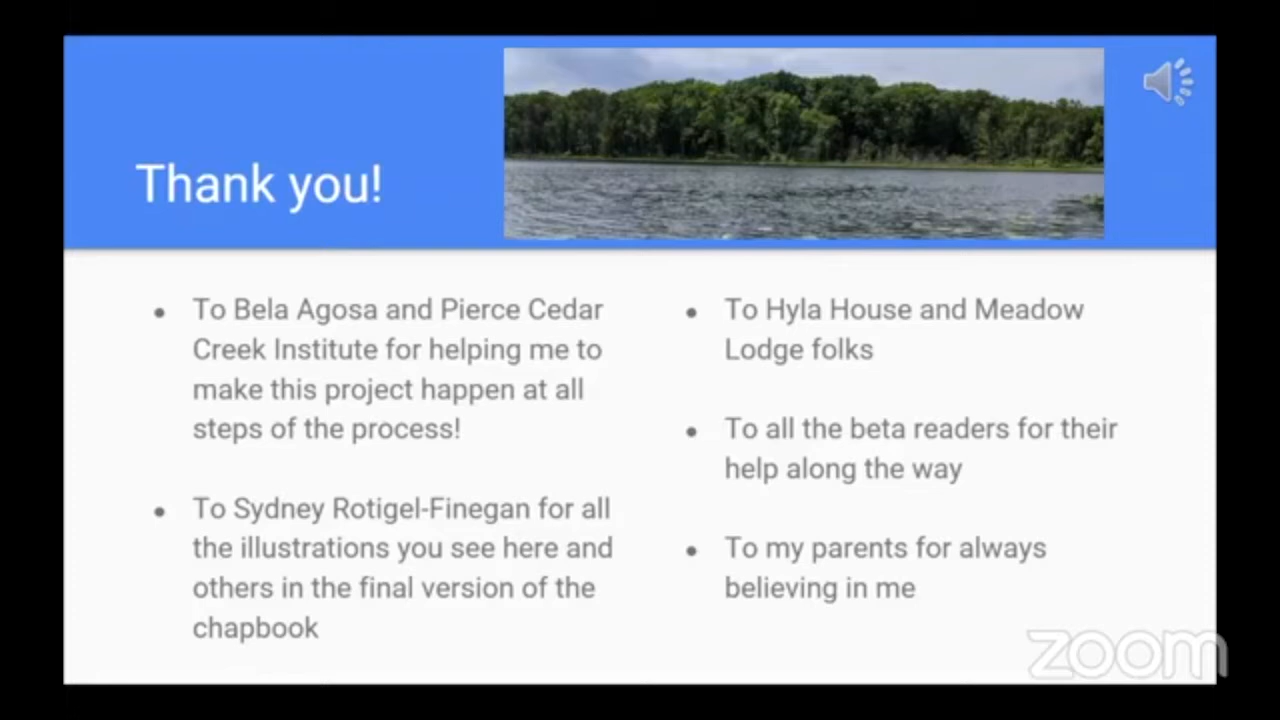 Thank you!
To Bela Agosa and Pierce Cedar
Creek Institute for helping me to
make this project happen at all
steps of the process!
To Sydney Rotigel-Finegan for all
the illustrations you see here and
others in the final version of the
chapbook
To Hyla House and Meadow
Lodge folks
To all the beta readers for their
help along the way
To my parents for always
believing in me
zoom